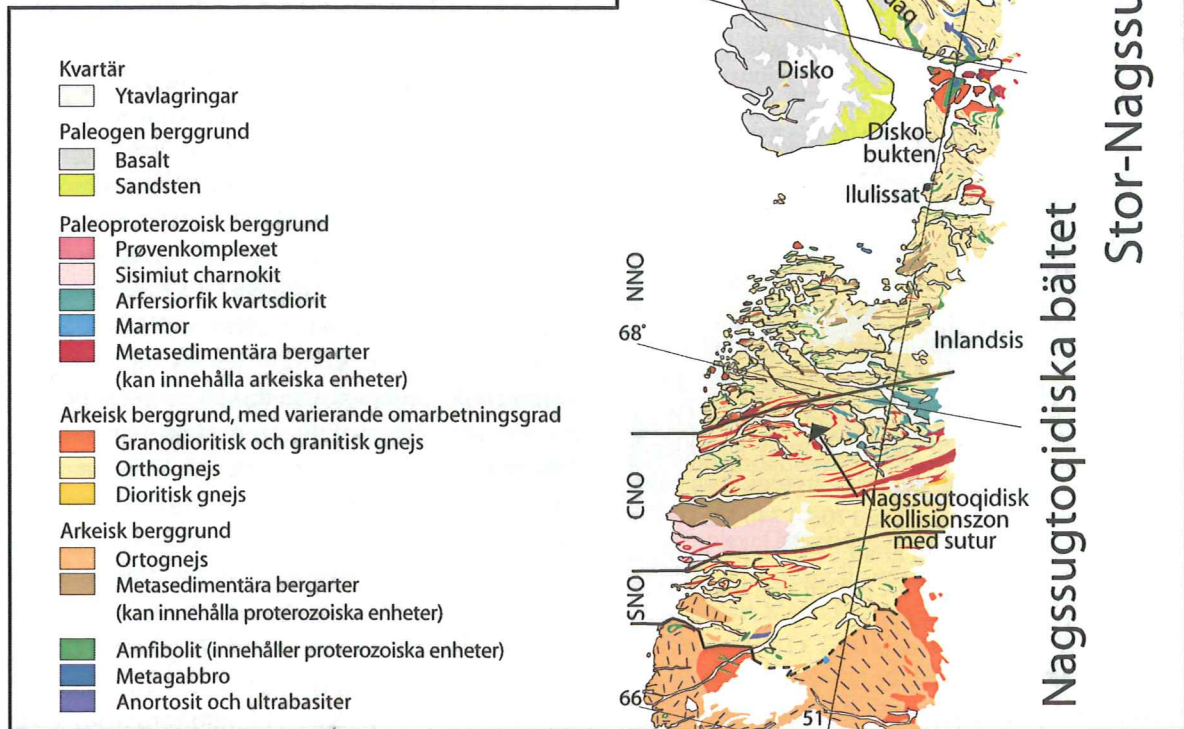 Kvartär
Ytavlagringar
Paleogen berggrund
Basalt
Sandsten
Paleoproterozoisk berggrund
Prøvenkomplexet
Sisimiut charnokit
Arfersiorfik kvartsdiorit
Marmor
Metasedimentära bergarter
(kan innehålla arkeiska enheter)
Arkeisk berggrund, med varierande omarbetningsgrad
Granodioritisk och granitisk gnejs
Orthognejs
Dioritisk gnejs
Arkeisk berggrund
Ortognejs
Metasedimentära bergarter
(kan innehålla proterozoiska enheter)
Amfibolit (innehåller proterozoiska enheter)
Metagabbro
Anortosit och ultrabasiter
Disko
Disko-
bukten
Ilulissat
NNO
68°
Inlandsis
CNO
Nagssugtoqidisk
kollisionszon
med sutur
SNO
66°
51
Nagssugtoqidiska bältet
Stor-Nagssu